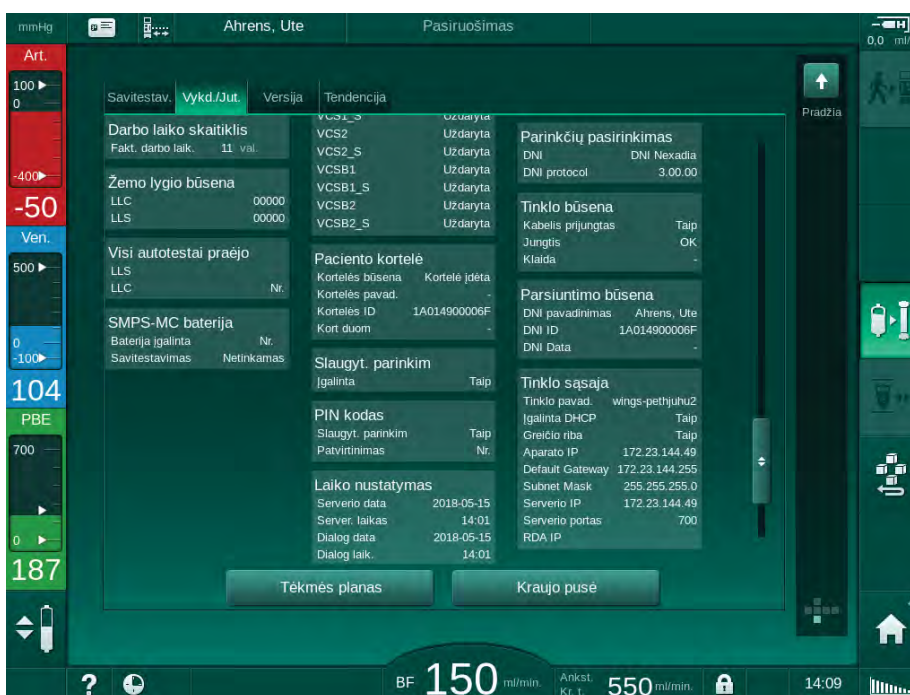 mmHg
Ahrens, Ute
Pasiruošimas
0,0 ml/
Art.
100
0
-400
-50
Ven.
500
0
-100
104
PBE
700
0
187
Savitestav.
Vykd./Jut.
Versija
Tendencija
Pradžia
Darbo laiko skaitiklis
Fakt. darbo laik. 11 val.
Žemo lygio būsena
LLC 00000
LLS 00000
Visi autotestai praėjo
LLS
LLC Nr.
SMPS-MC baterija
Baterija įgalinta Nr.
Savitestavimas Netinkamas
VCS1_S Uždaryta
VCS2 Uždaryta
VCS2_S Uždaryta
VCSB1 Uždaryta
VCSB1_S Uždaryta
VCSB2 Uždaryta
VCSB2_S Uždaryta
Paciento kortelė
Kortelės būsena Kortelė įdėta
Kortelės pavad. -
Kortelės ID 1A014900006F
Kort duom -
Slaugyt. parinkim
Įgalinta Taip
PIN kodas
Slaugyt. parinkim Taip
Patvirtinimas Nr.
Laiko nustatymas
Serverio data 2018-05-15
Server. laikas 14:01
Dialog data 2018-05-15
Dialog laik. 14:01
Parinkčių pasirinkimas
DNI DNI Nexadia
DNI protocol 3.00.00
Tinklo būsena
Kabelis prijungtas Taip
Jungtis OK
Klaida -
Parsiuntimo būsena
DNI pavadinimas Ahrens, Ute
DNI ID 1A014900006F
DNI Data -
Tinklo sąsaja
Tinklo pavad. wings-pethjuhu2
Įgalinta DHCP Taip
Greičio riba Taip
Aparato IP 172.23.144.49
Default Gateway 172.23.144.255
Subnet Mask 255.255.255.0
Serverio IP 172.23.144.49
Serverio portas 700
RDA IP
Tėkmės planas
Kraujo pusė
? BF 150 ml/min.
Ankst.
Kr. t. 550 ml/min.
14:09